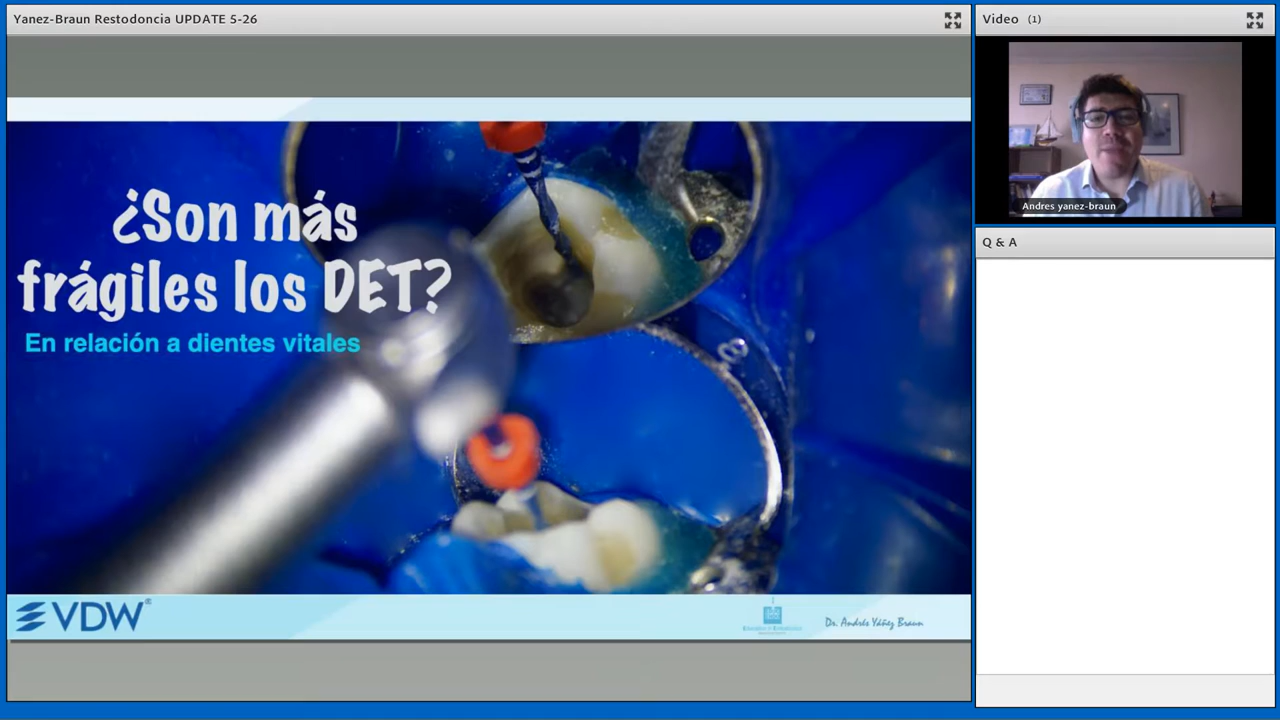 Yanez-Braun Restodoncia UPDATE 5-26
Video (1)
Andres yanez-braun
Q & A
¿Son más
frágiles los DET?
En relación a dientes vitales
8
VDW®
Dr. Andrés Yáñez Braun